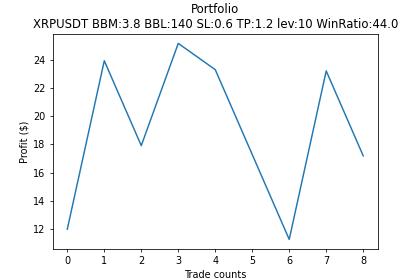 Portfolio
XRPUSDT BBM:3.8 BBL:140 SL:0.6 TP:1.2 lev:10 WinRatio:44.0
24
22
20
18
16
14
12
Profit ($)
0 1 2 3 4 5 6 7 8
Trade counts